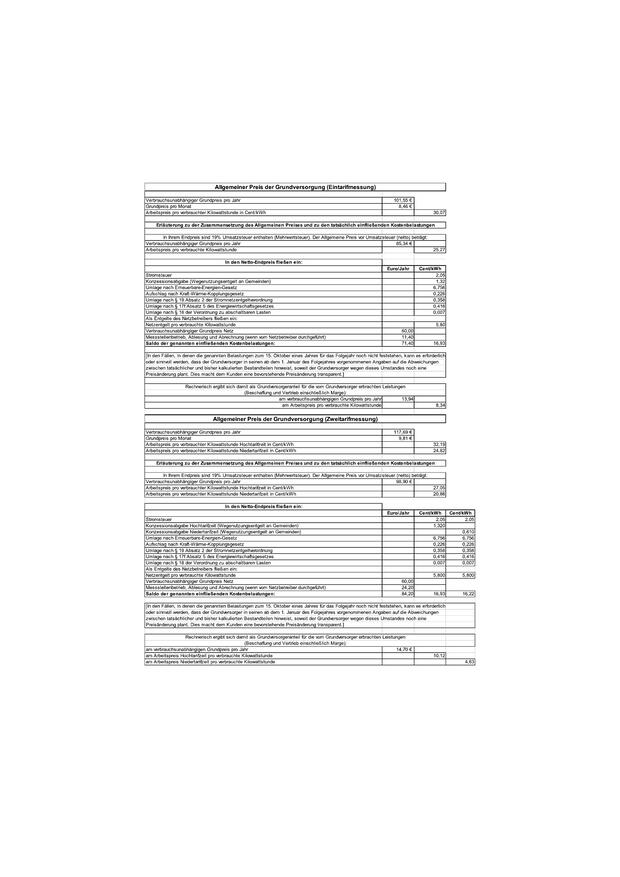 Allgemeiner Preis der Grundversorgung (Eintarifmessung)
Verbrauchsunabhängiger Grundpreis pro Jahr 101,55 €
Grundpreis pro Monat 8,46 €
Arbeitspreis pro verbrauchter Kilowattstunde in Cent/kWh 30,07
Erläuterung zu der Zusammensetzung des Allgemeinen Preises und zu den tatsächlich einfließenden Kostenbelastungen
In Ihrem Endpreis sind 19% Umsatzsteuer enthalten (Mehrwertsteuer). Der Allgemeine Preis vor Umsatzsteuer (netto) beträgt:
Verbrauchsunabhängiger Grundpreis pro Jahr 85,34 €
Arbeitspreis pro verbrauchte Kilowattstunde 25,27
In den Netto-Endpreis fließen ein:
Euro/Jahr Cent/kWh
Stromsteuer 2,05
Konzessionsabgabe (Wegenutzungsentgelt an Gemeinden) 1,32
Umlage nach Erneuerbare-Energien-Gesetz 6,756
Aufschlag nach Kraft-Wärme-Kopplungsgesetz 0,226
Umlage nach § 19 Absatz 2 der Stromnetzentgeltverordnung 0,358
Umlage nach § 17f Absatz 5 des Energiewirtschaftsgesetzes 0,416
Umlage nach § 18 der Verordnung zu abschaltbaren Lasten 0,007
Als Entgelte des Netzbetreibers fließen ein:
Netzentgelt pro verbrauchte Kilowattstunde 5,80
Verbrauchsunabhängiger Grundpreis Netz 60,00
Messstellenbetrieb, Ablesung und Abrechnung (wenn vom Netzbetreiber durchgeführt) 11,40
Saldo der genannten einfließenden Kostenbelastungen: 71,40 16,93
[In den Fällen, in denen die genannten Belastungen zum 15. Oktober eines Jahres für das Folgejahr noch nicht feststehen, kann es erforderlich
oder sinnvoll werden, dass der Grundversorger in seinen ab dem 1. Januar des Folgejahres vorgenommenen Angaben auf die Abweichungen
zwischen tatsächlicher und bisher kalkulierten Bestandteilen hinweist, soweit der Grundversorger wegen dieses Umstandes noch eine
Preisänderung plant. Dies macht dem Kunden eine bevorstehende Preisänderung transparent.]
Rechnerisch ergibt sich damit als Grundversorgeranteil für die vom Grundversorger erbrachten Leistungen
(Beschaffung und Vertrieb einschließlich Marge):
am verbrauchsunabhängigen Grundpreis pro Jahr 13,94
am Arbeitspreis pro verbrauchte Kilowattstunde 8,34
Allgemeiner Preis der Grundversorgung (Zweitarifmessung)
Verbrauchsunabhängiger Grundpreis pro Jahr 117,69 €
Grundpreis pro Monat 9,81 €
Arbeitspreis pro verbrauchter Kilowattstunde Hochtarifzeit in Cent/kWh 32,19
Arbeitspreis pro verbrauchter Kilowattstunde Niedertarifzeit in Cent/kWh 24,82
Erläuterung zu der Zusammensetzung des Allgemeinen Preises und zu den tatsächlich einfließenden Kostenbelastungen
In Ihrem Endpreis sind 19% Umsatzsteuer enthalten (Mehrwertsteuer). Der Allgemeine Preis vor Umsatzsteuer (netto) beträgt:
Verbrauchsunabhängiger Grundpreis pro Jahr 98,90 €
Arbeitspreis pro verbrauchter Kilowattstunde Hochtarifzeit in Cent/kWh 27,05
Arbeitspreis pro verbrauchter Kilowattstunde Niedertarifzeit in Cent/kWh 20,86
In den Netto-Endpreis fließen ein:
Euro/Jahr Cent/kWh Cent/kWh
Stromsteuer 2,05 2,05
Konzessionsabgabe Hochtarifzeit (Wegenutzungsentgelt an Gemeinden) 1,320
Konzessionsabgabe Niedertarifzeit (Wegenutzungsentgelt an Gemeinden) 0,610
Umlage nach Erneuerbare-Energien-Gesetz 6,756 6,756
Aufschlag nach Kraft-Wärme-Kopplungsgesetz 0,226 0,226
Umlage nach § 19 Absatz 2 der Stromnetzentgeltverordnung 0,358 0,358
Umlage nach § 17f Absatz 5 des Energiewirtschaftsgesetzes 0,416 0,416
Umlage nach § 18 der Verordnung zu abschaltbaren Lasten 0,007 0,007
Als Entgelte des Netzbetreibers fließen ein:
Netzentgelt pro verbrauchte Kilowattstunde 5,800 5,800
Verbrauchsunabhängiger Grundpreis Netz 60,00
Messstellenbetrieb, Ablesung und Abrechnung (wenn vom Netzbetreiber durchgeführt) 24,20
Saldo der genannten einfließenden Kostenbelastungen: 84,20 16,93 16,22
[In den Fällen, in denen die genannten Belastungen zum 15. Oktober eines Jahres für das Folgejahr noch nicht feststehen, kann es erforderlich
oder sinnvoll werden, dass der Grundversorger in seinen ab dem 1. Januar des Folgejahres vorgenommenen Angaben auf die Abweichungen
zwischen tatsächlicher und bisher kalkulierten Bestandteilen hinweist, soweit der Grundversorger wegen dieses Umstandes noch eine
Preisänderung plant. Dies macht dem Kunden eine bevorstehende Preisänderung transparent.]
Rechnerisch ergibt sich damit als Grundversorgeranteil für die vom Grundversorger erbrachten Leistungen
(Beschaffung und Vertrieb einschließlich Marge):
am verbrauchsunabhängigen Grundpreis pro Jahr 14,70 €
am Arbeitspreis Hochtarifzeit pro verbrauchte Kilowattstunde 10,12
am Arbeitspreis Niedertarifzeit pro verbrauchte Kilowattstunde 4,63